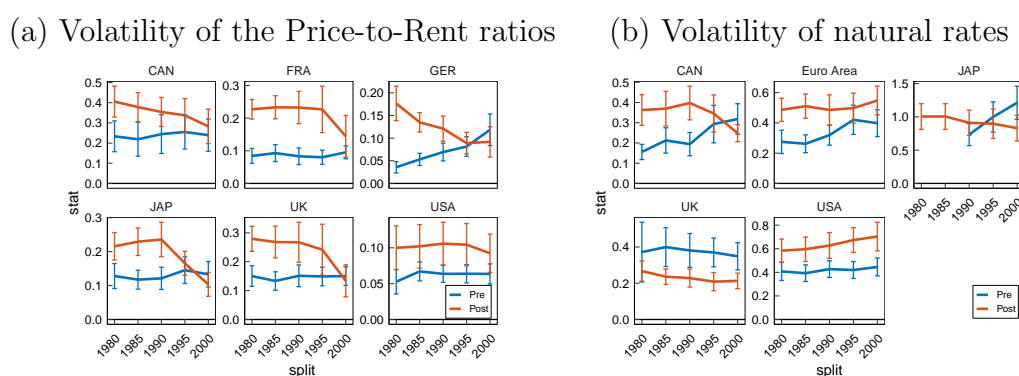 (a) Volatility of the Price-to-Rent ratios
CAN FRA GER
0.5 0.4 0.3 0.2 0.1 0.0
0.3 0.2 0.1 0.0
0.20 0.15 0.10 0.05 0.00
stat
JAP UK USA
0.3 0.2 0.1 0.0
0.3 0.2 0.1 0.0
0.10 0.05 0.00
Pre
Post
1980 1985 1990 1995 2000
1980 1985 1990 1995 2000
1980 1985 1990 1995 2000
split
(b) Volatility of natural rates
CAN Euro Area JAP
0.5 0.4 0.3 0.2 0.1 0.0
0.6 0.4 0.2 0.0
1.5 1.0 0.5 0.0
1980 1985 1990 1995 2000
stat
UK USA
0.4 0.2 0.0
0.8 0.6 0.4 0.2 0.0
Pre
Post
1980 1985 1990 1995 2000
1980 1985 1990 1995 2000
split